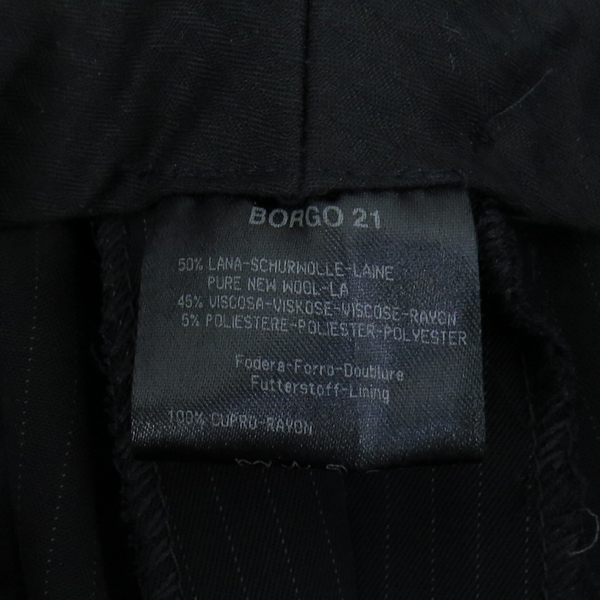 BORGO 21
50% LANA-SCHURWOLLE-LAINE
PURE NEW WOOL-LA
45% VISCOSA-VISKOSE-VISCOSE-RAYON
5% POLIESTERE-POLIESTER-POLYESTER
Fodera-Forro-Doublure
Futterstoff-Lining
100% CUPRO-RAYON